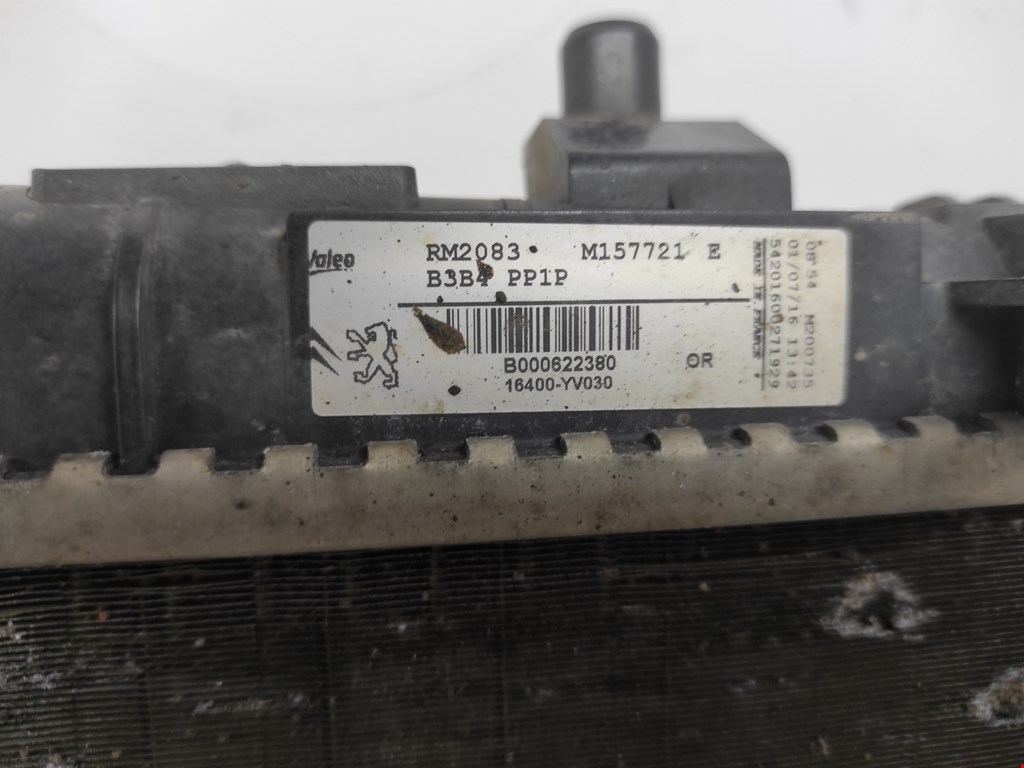 Valeo
RM2083 M157721 E
B3B4 PP1P
B000622380
16400-YV030
OR
MADE IN FRANCE
54201600271929
01/07/16 13:42
08 54 M200735